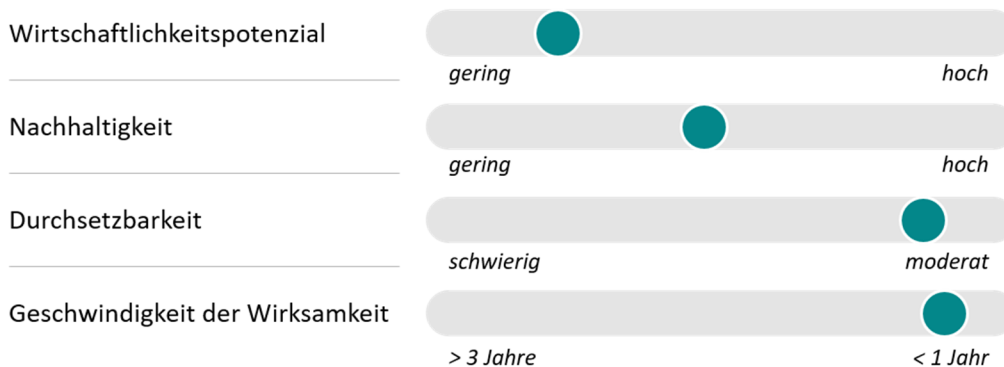 Wirtschaftlichkeitspotenzial
gering hoch
Nachhaltigkeit
gering hoch
Durchsetzbarkeit
schwierig moderat
Geschwindigkeit der Wirksamkeit
> 3 Jahre < 1 Jahr